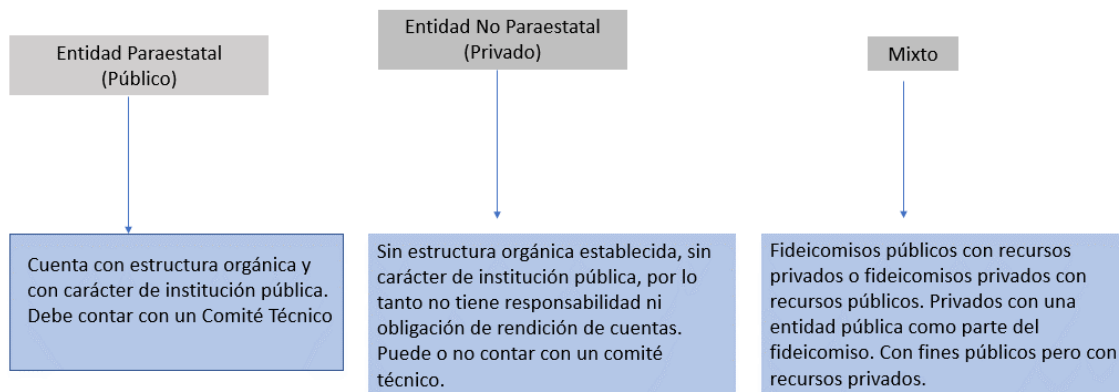 Entidad Paraestatal
(Público)
Entidad No Paraestatal
(Privado)
Mixto
Cuenta con estructura orgánica y
con carácter de institución pública.
Debe contar con un Comité Técnico
Sin estructura orgánica establecida, sin
carácter de institución pública, por lo
tanto no tiene responsabilidad ni
obligación de rendición de cuentas.
Puede o no contar con un comité
técnico.
Fideicomisos públicos con recursos
privados o fideicomisos privados con
recursos públicos. Privados con una
entidad pública como parte del
fideicomiso. Con fines públicos pero con
recursos privados.